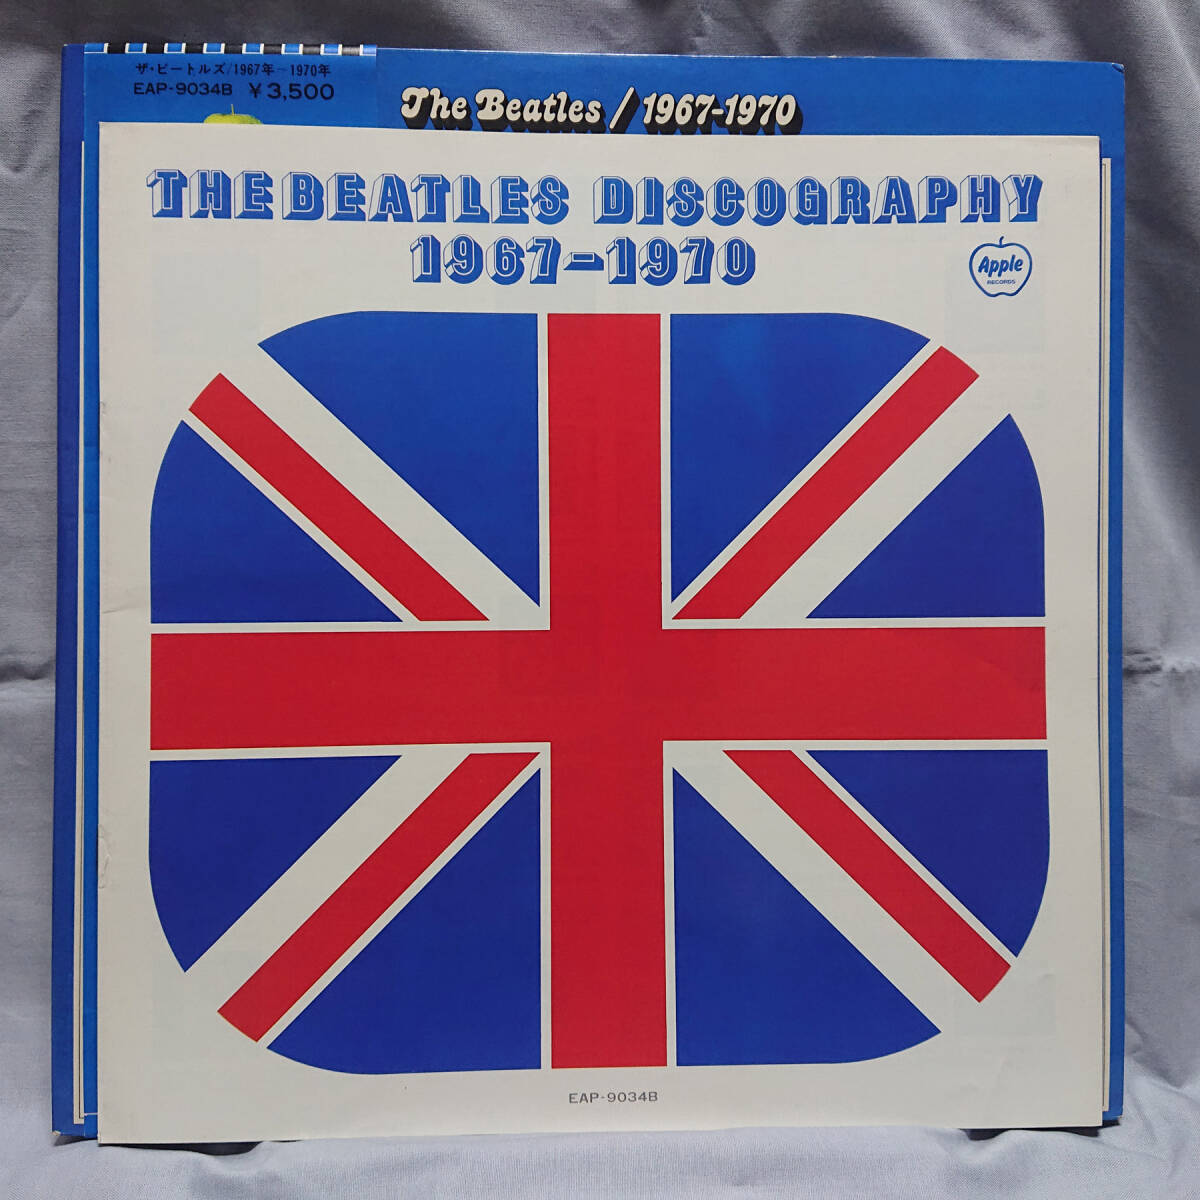 ザ・ビートルズ/1967年~1970年
EAP-9034B ¥3,500
The Beatles / 1967-1970
THE BEATLES DISCOGRAPHY
1967-1970
Apple
RECORDS
EAP-9034B